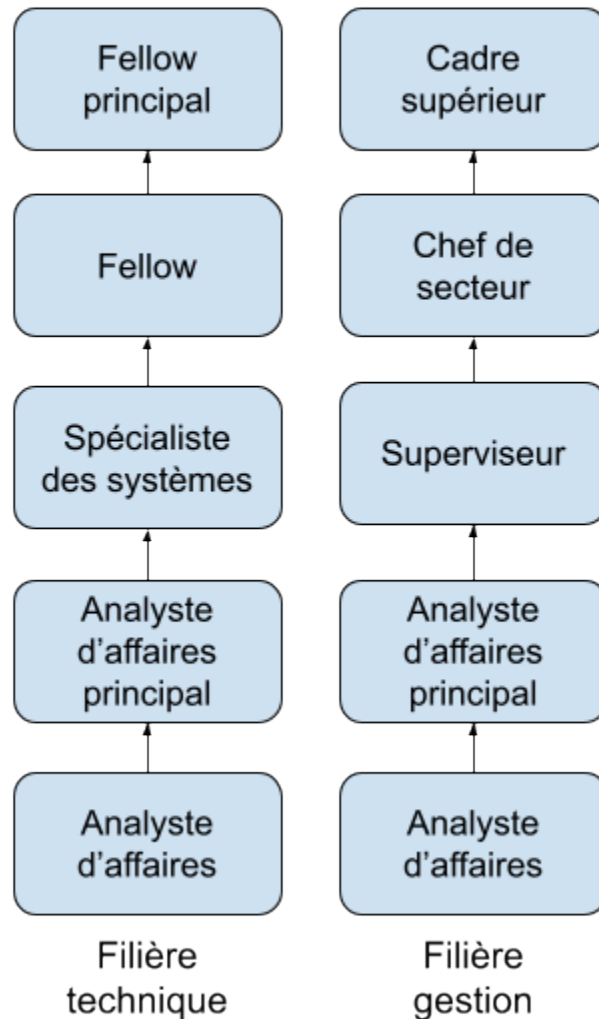 Fellow
principal
Fellow
Spécialiste
des systèmes
Analyste
d’affaires
principal
Analyste
d’affaires
Filière
technique
Cadre
supérieur
Chef de
secteur
Superviseur
Analyste
d’affaires
principal
Analyste
d’affaires
Filière
gestion